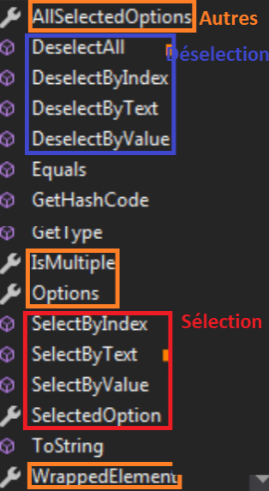 AllSelectedOptions Autres
DeselectAll Déselection
DeselectByIndex
DeselectByText
DeselectByValue
Equals
GetHashCode
GetType
IsMultiple
Options
SelectByIndex Sélection
SelectByText
SelectByValue
SelectedOption
ToString
WrappedElement